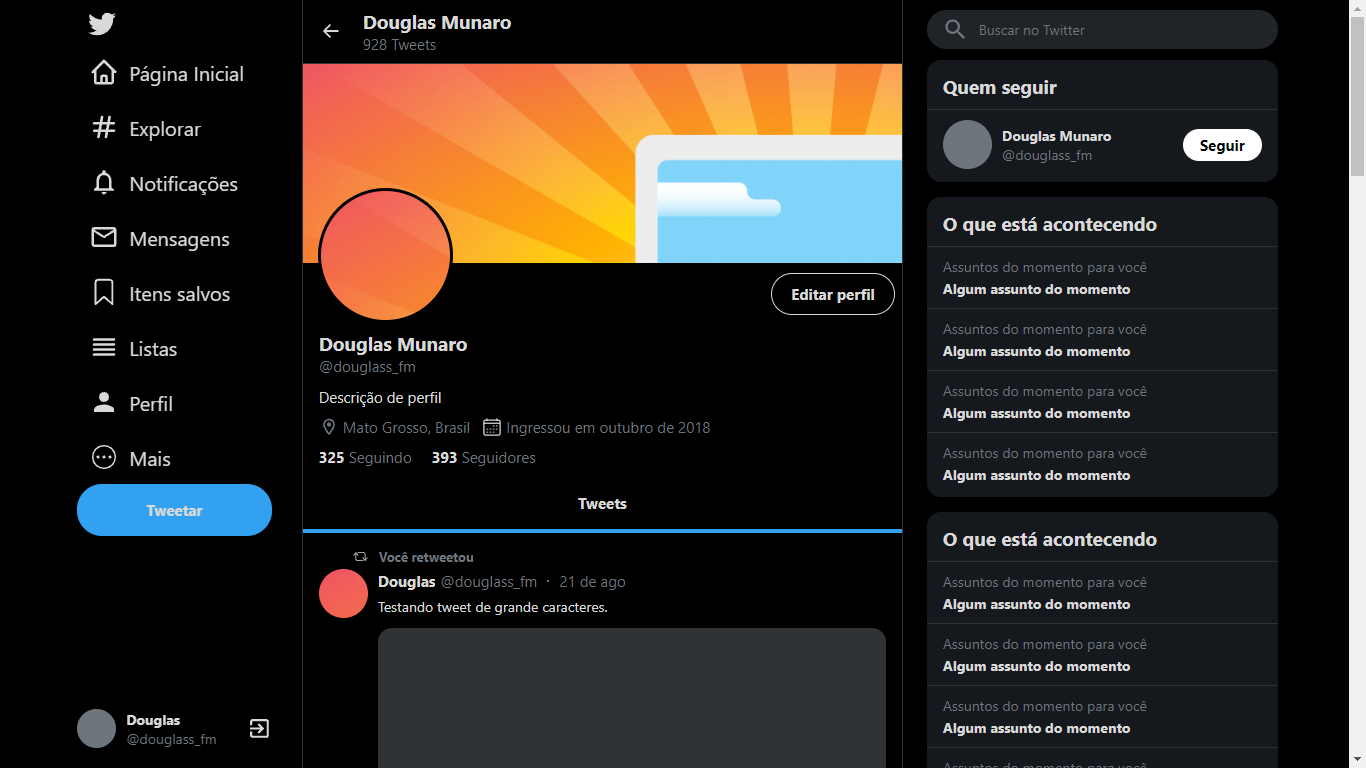 Página Inicial
Explorar
Notificações
Mensagens
Itens salvos
Listas
Perfil
Mais
Tweetar
Douglas
@douglass_fm
Douglas Munaro
928 Tweets
Editar perfil
Douglas Munaro
@douglass_fm
Descrição de perfil
Mato Grosso, Brasil Ingressou em outubro de 2018
325 Seguindo 393 Seguidores
Tweets
Você retweetou
Douglas @douglass_fm · 21 de ago
Testando tweet de grande caracteres.
Buscar no Twitter
Quem seguir
Douglas Munaro
@douglass_fm
Seguir
O que está acontecendo
Assuntos do momento para você
Algum assunto do momento
Assuntos do momento para você
Algum assunto do momento
Assuntos do momento para você
Algum assunto do momento
Assuntos do momento para você
Algum assunto do momento
O que está acontecendo
Assuntos do momento para você
Algum assunto do momento
Assuntos do momento para você
Algum assunto do momento
Assuntos do momento para você
Algum assunto do momento
Assuntos do momento para você